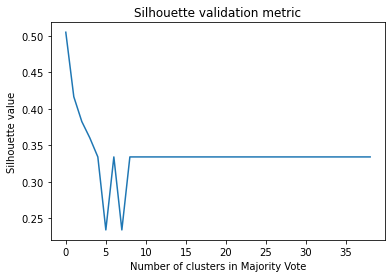 Silhouette validation metric
Silhouette value
0.50
0.45
0.40
0.35
0.30
0.25
0 5 10 15 20 25 30 35
Number of clusters in Majority Vote